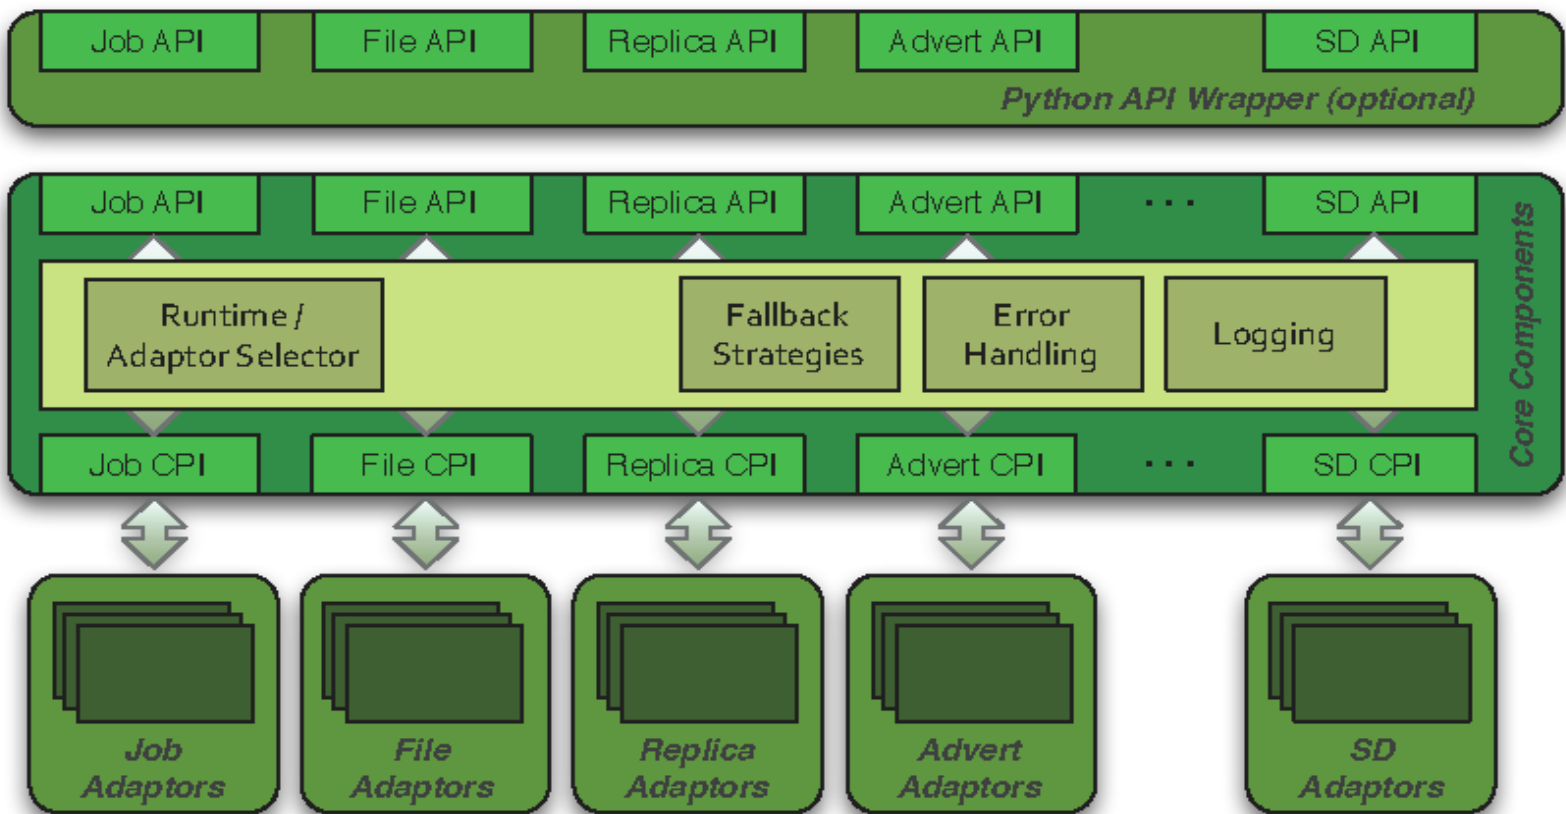 Job API File API Replica API Advert API SD API
Python API Wrapper (optional)
Job API File API Replica API Advert API ... SD API
Core Components
Runtime /
Adaptor Selector
Fallback
Strategies
Error
Handling
Logging
Job CPI File CPI Replica CPI Advert CPI ... SD CPI
Job
Adaptors
File
Adaptors
Replica
Adaptors
Advert
Adaptors
SD
Adaptors